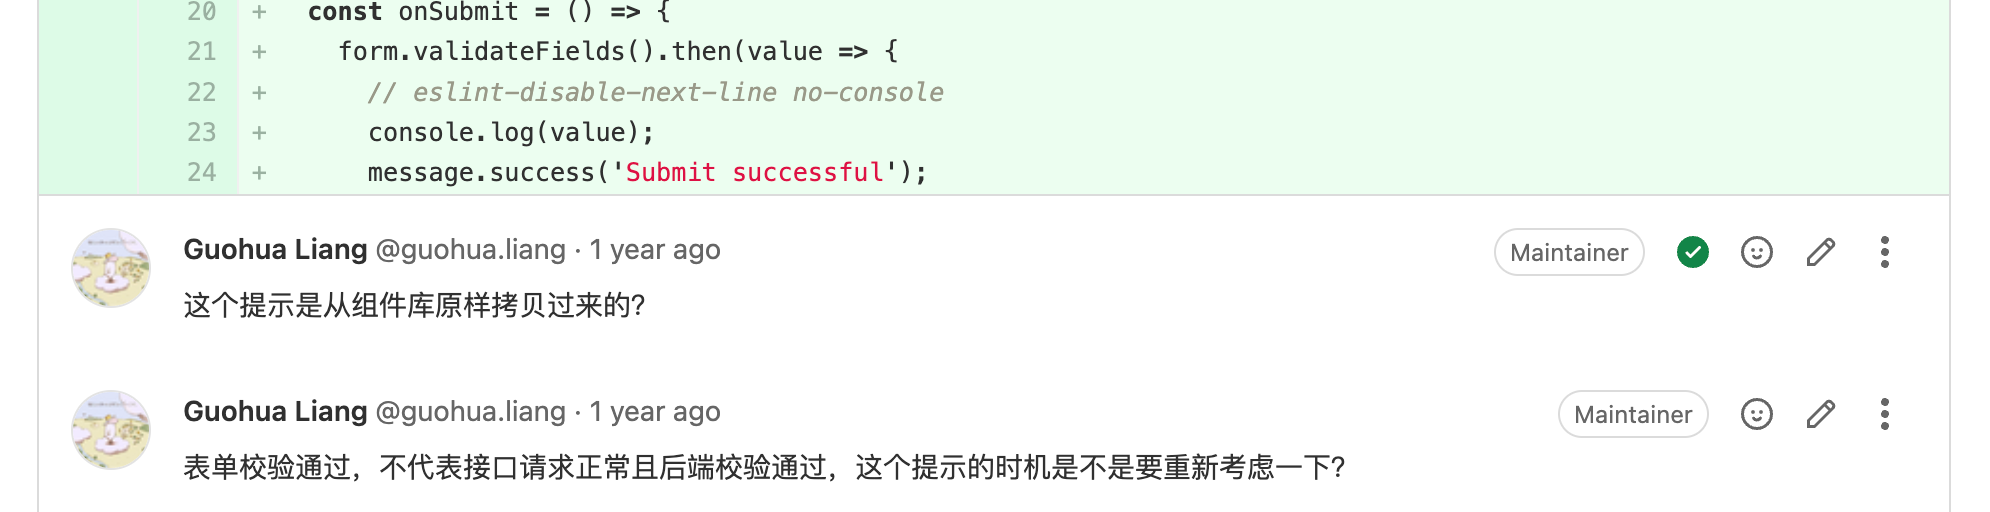 20 + const onSubmit = () => {
21 + form.validateFields().then(value => {
22 + // eslint-disable-next-line no-console
23 + console.log(value);
24 + message.success('Submit successful');
Guohua Liang @guohua.liang · 1 year ago Maintainer
这个提示是从组件库原样拷贝过来的?
Guohua Liang @guohua.liang · 1 year ago Maintainer
表单校验通过，不代表接口请求正常且后端校验通过，这个提示的时机是不是要重新考虑一下?